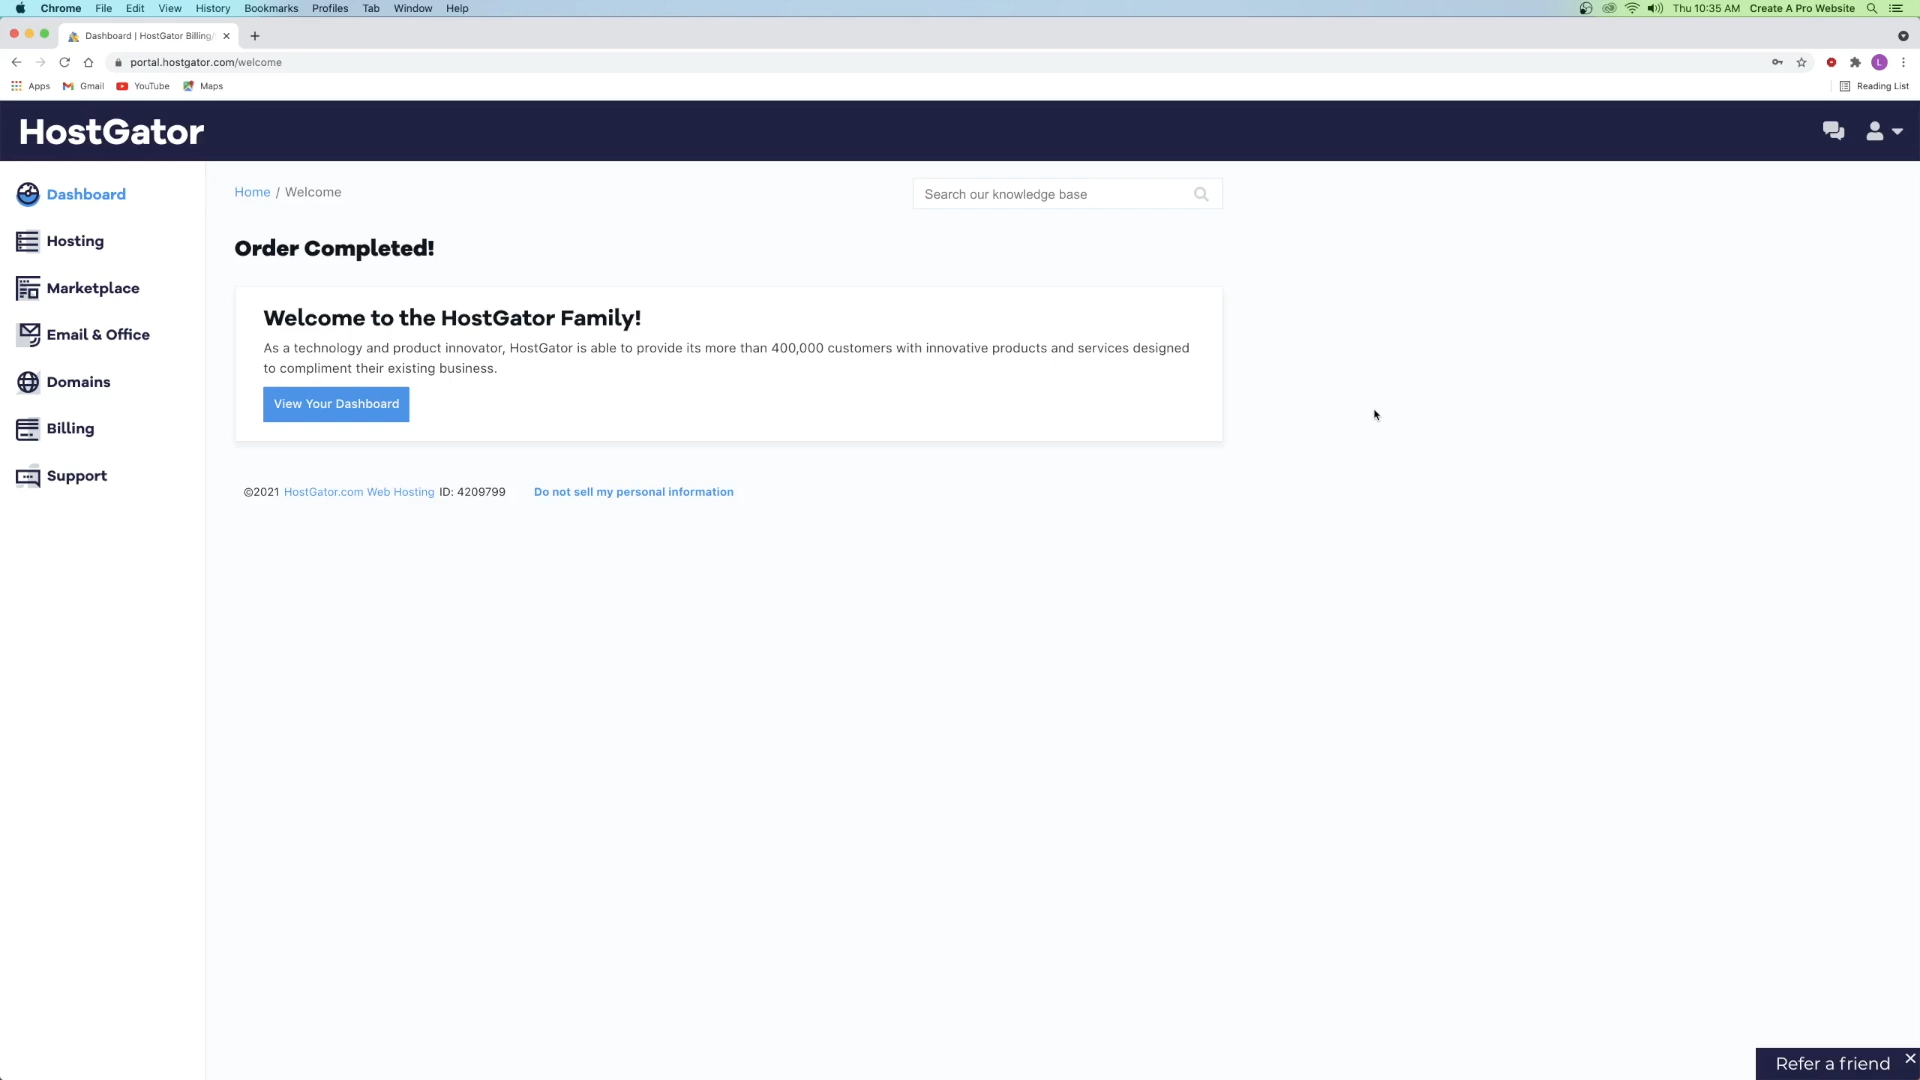 Chrome File Edit View History Bookmarks Profiles Tab Window Help Thu 10:35 AM Create A Pro Website
Dashboard | HostGator Billing/
portal.hostgator.com/welcome
Apps Gmail YouTube Maps Reading List
HostGator
Dashboard
Hosting
Marketplace
Email & Office
Domains
Billing
Support
Home / Welcome
Search our knowledge base
Order Completed!
Welcome to the HostGator Family!
As a technology and product innovator, HostGator is able to provide its more than 400,000 customers with innovative products and services designed
to compliment their existing business.
View Your Dashboard
©2021 HostGator.com Web Hosting ID: 4209799 Do not sell my personal information
L
Refer a friend